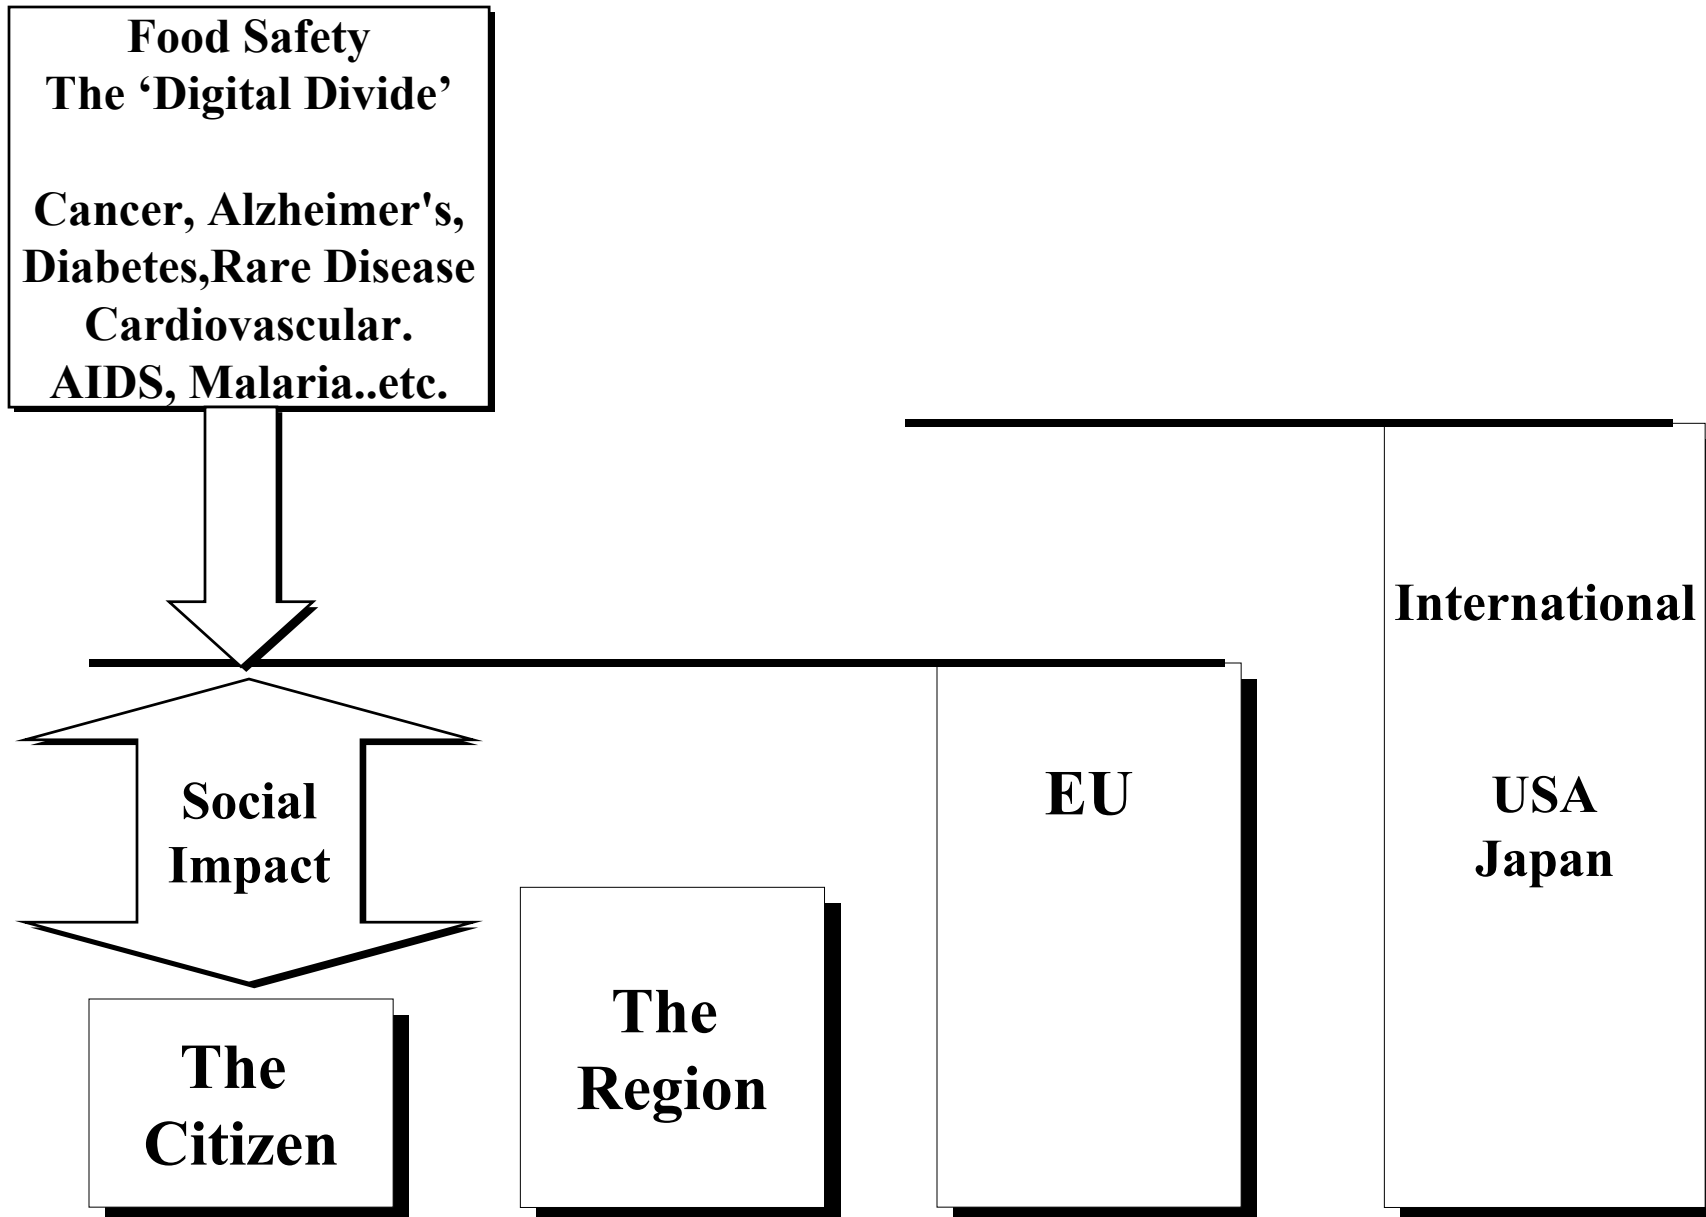 Food Safety
The ‘Digital Divide’
Cancer, Alzheimer's,
Diabetes,Rare Disease
Cardiovascular.
AIDS, Malaria..etc.
Social
Impact
The
Citizen
The
Region
EU
International
USA
Japan